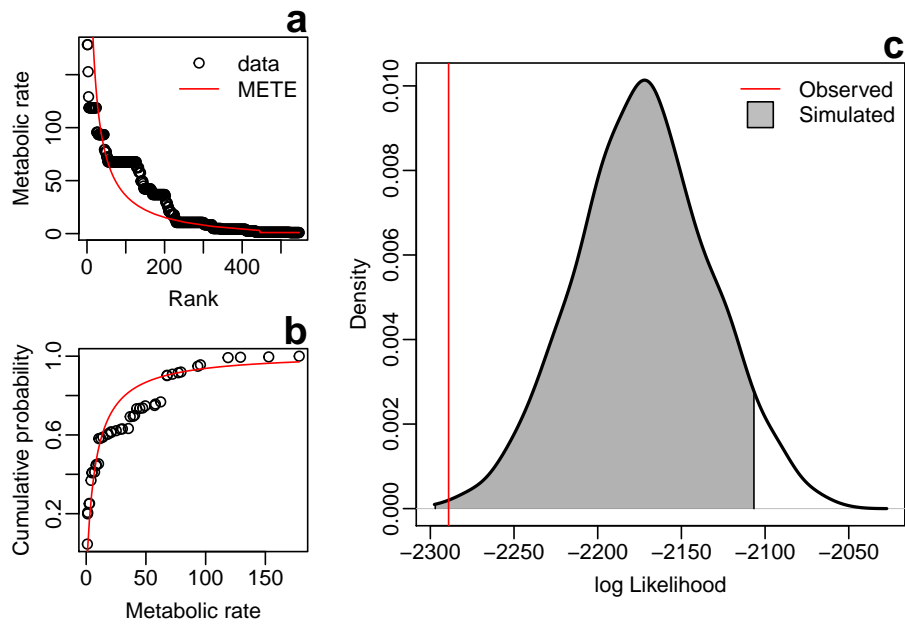 a
data
METE
Metabolic rate
0 50 100
0 200 400
Rank
b
Cumulative probability
0.2 0.6 1.0
0 50 100 150
Metabolic rate
c
Observed
Simulated
Density
0.000 0.002 0.004 0.006 0.008 0.010
−2300 −2250 −2200 −2150 −2100 −2050
log Likelihood